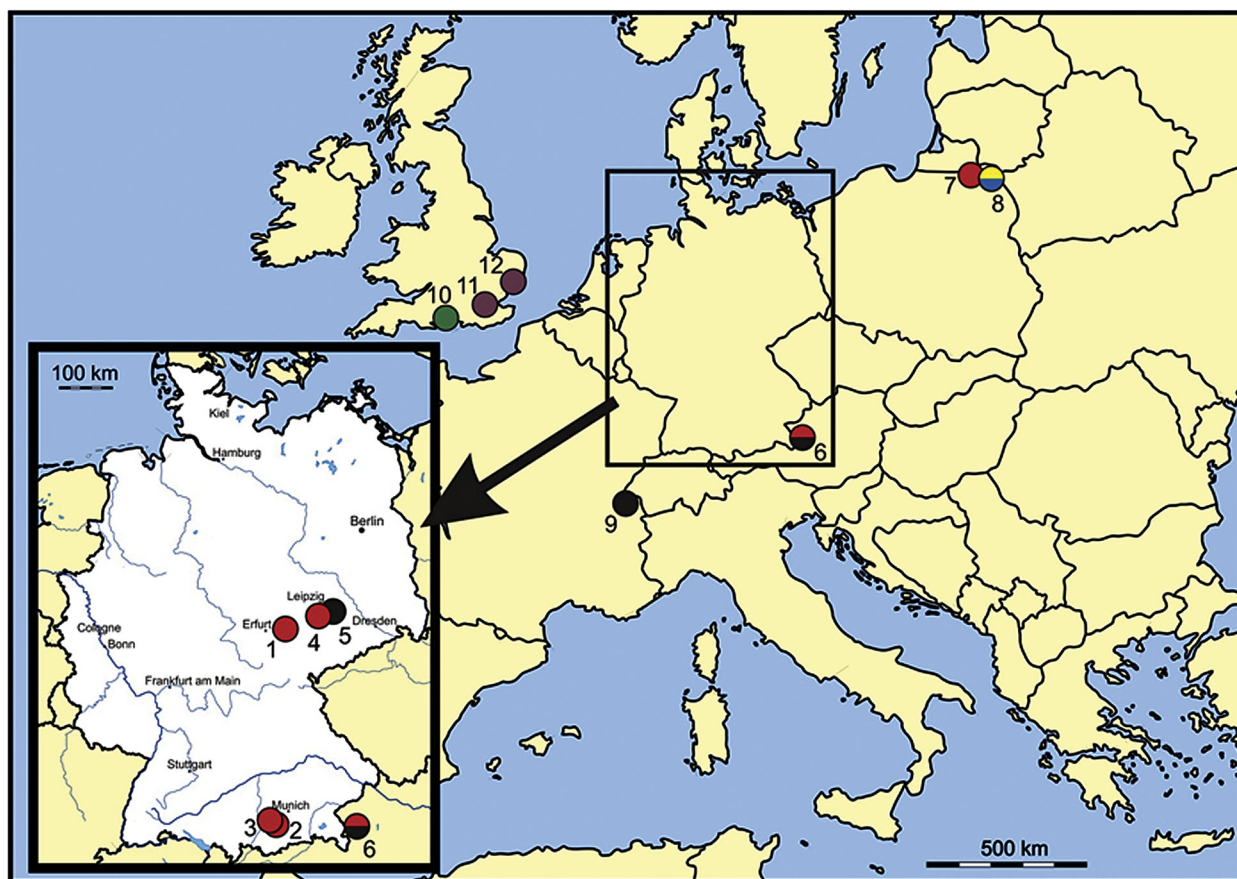 7
8
12
11
10
6
9
100 km
Kiel
Hamburg
Berlin
Leipzig
Erfurt
Dresden
1
4
5
Cologne
Bonn
Frankfurt am Main
Stuttgart
Munich
3
2
6
500 km